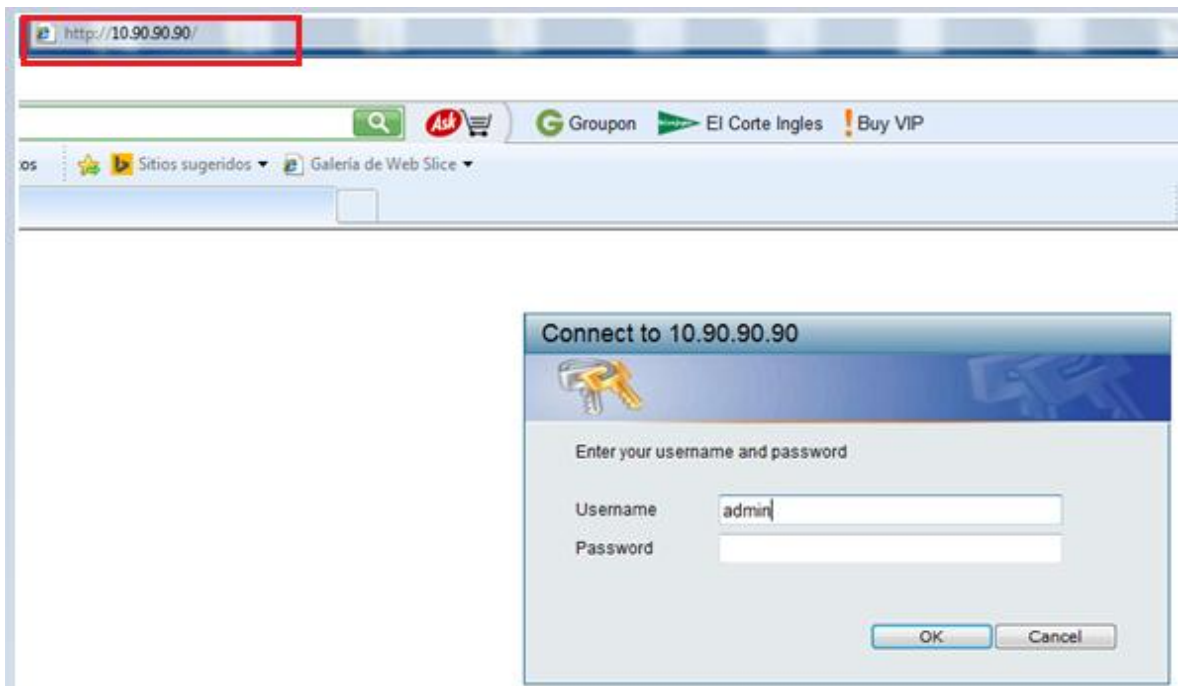 http://10.90.90.90/
Ask Groupon El Corte Ingles Buy VIP
os Sitios sugeridos Galería de Web Slice
Connect to 10.90.90.90
Enter your username and password
Username admin
Password
OK Cancel